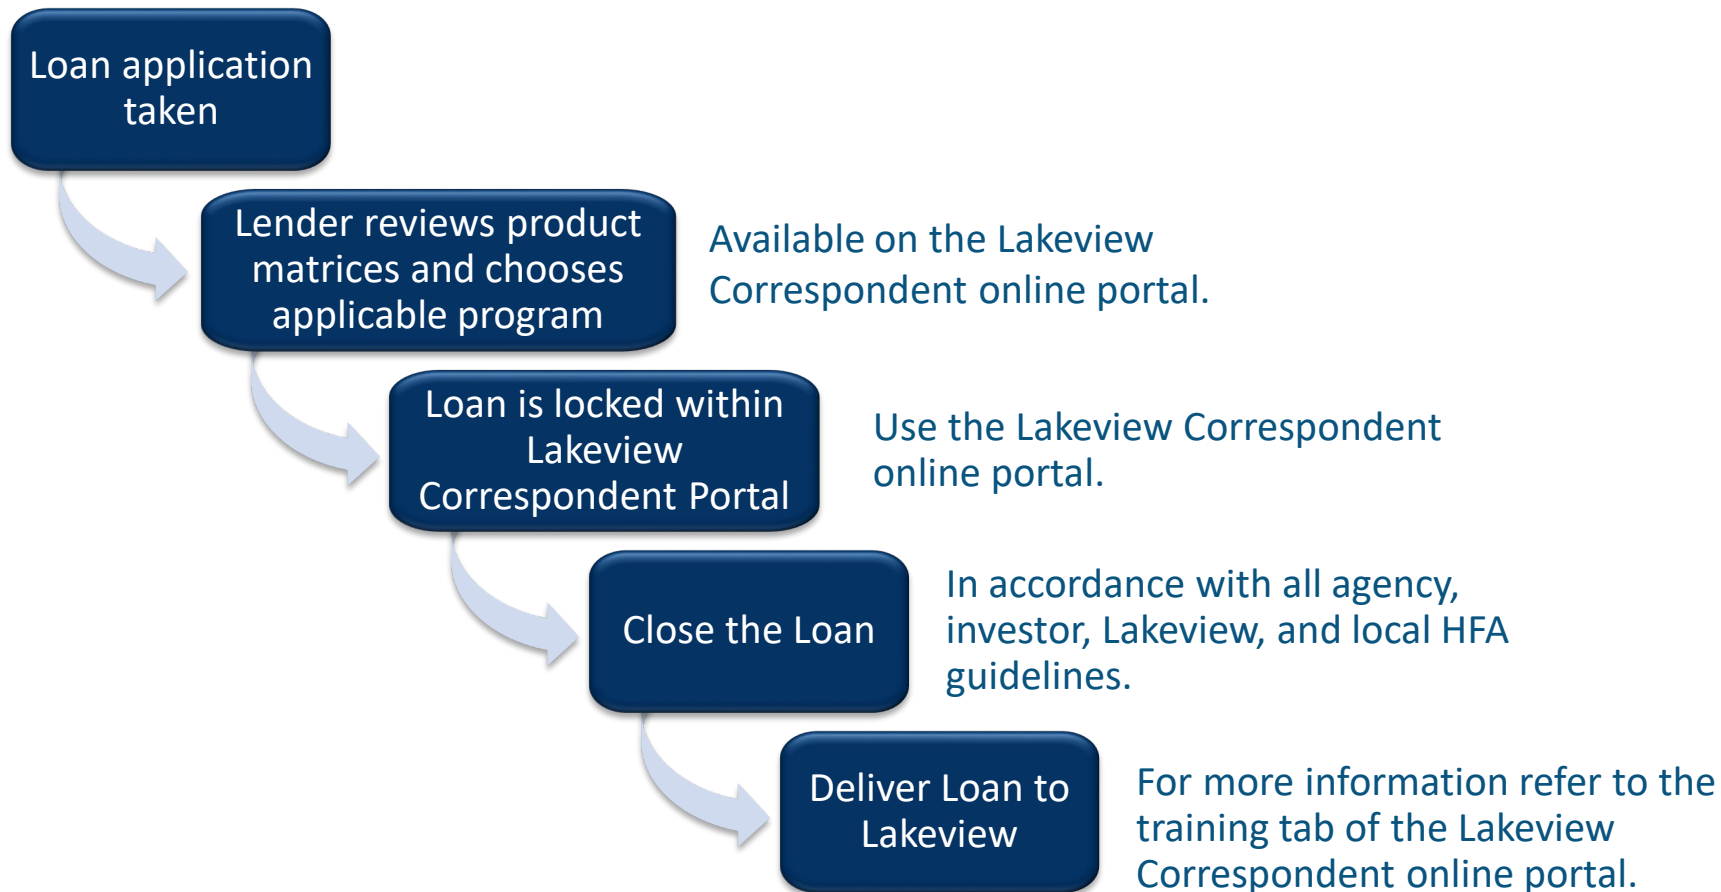 Loan application
taken
Lender reviews product
matrices and chooses
applicable program
Available on the Lakeview
Correspondent online portal.
Loan is locked within
Lakeview
Correspondent Portal
Use the Lakeview Correspondent
online portal.
Close the Loan
In accordance with all agency,
investor, Lakeview, and local HFA
guidelines.
Deliver Loan to
Lakeview
For more information refer to the
training tab of the Lakeview
Correspondent online portal.